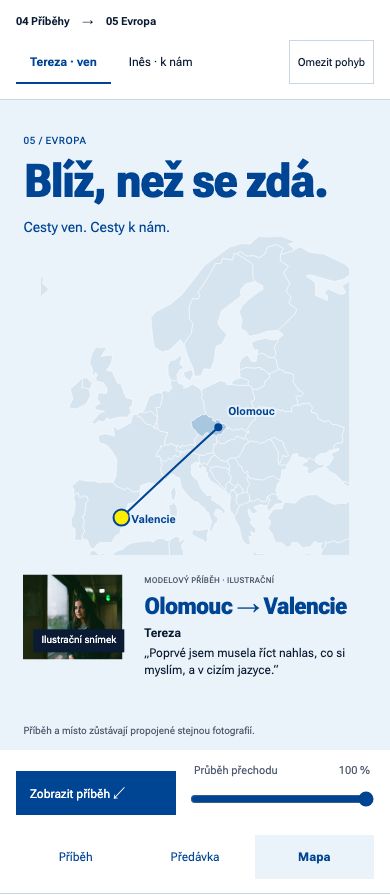 04 Příběhy → 05 Evropa
Tereza · ven
Inês · k nám
Omezit pohyb
05 / EVROPA
Blíž, než se zdá.
Cesty ven. Cesty k nám.
Olomouc
Valencie
Ilustrační snímek
MODELOVÝ PŘÍBĚH · ILUSTRAČNÍ
Olomouc → Valencie
Tereza
„Poprvé jsem musela říct nahlas, co si
myslím, a v cizím jazyce.“
Příběh a místo zůstávají propojené stejnou fotografií.
Zobrazit příběh ↙
Průběh přechodu
100 %
Příběh
Předávka
Mapa